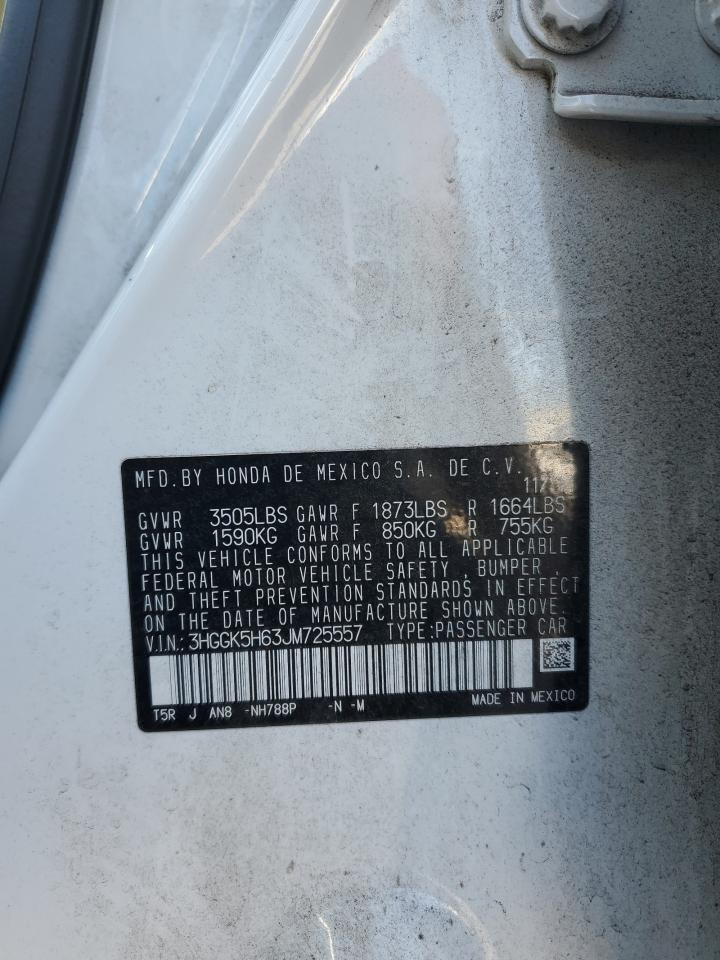 MFD.BY HONDA DE MEXICO S.A. DE C.V.
GVWR 3505LBS GAWR F 1873LBS R 1664LBS
GVWR 1590KG GAWR F 850KG R 755KG
THIS VEHICLE CONFORMS TO ALL APPLICABLE
FEDERAL MOTOR VEHICLE SAFETY, BUMPER,
AND THEFT PREVENTION STANDARDS IN EFFECT
ON THE DATE OF MANUFACTURE SHOWN ABOVE.
V.I.N.: 3HGGK5H63JM725557 TYPE:PASSENGER CAR
T5R J AN8 -NH788P -N -M MADE IN MEXICO